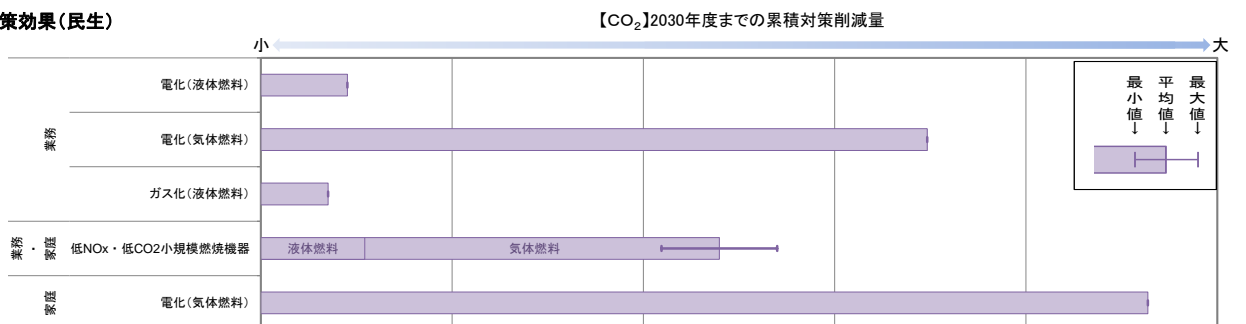 策効果(民生)
【CO2】2030年度までの累積対策削減量
小
大
最小値→
平均値→
最大値→
業務
電化(液体燃料)
電化(気体燃料)
ガス化(液体燃料)
業務・家庭
低NOx・低CO2小規模燃焼機器
液体燃料
気体燃料
家庭
電化(気体燃料)